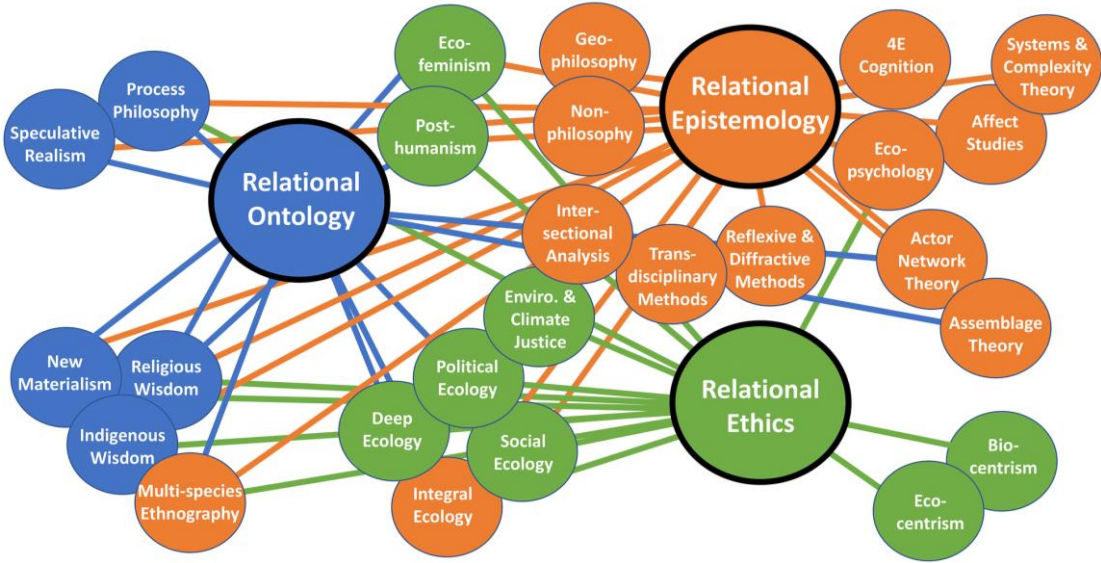 Process
Philosophy
Speculative
Realism
Relational
Ontology
Eco-
feminism
Post-
humanism
Geo-
philosophy
Non-
philosophy
Relational
Epistemology
4E
Cognition
Systems &
Complexity
Theory
Affect
Studies
Eco-
psychology
Inter-
sectional
Analysis
Trans-
disciplinary
Methods
Reflexive &
Diffractive
Methods
Actor
Network
Theory
Assemblage
Theory
Enviro. &
Climate
Justice
Political
Ecology
Deep
Ecology
Social
Ecology
Integral
Ecology
New
Materialism
Religious
Wisdom
Indigenous
Wisdom
Multi-species
Ethnography
Relational
Ethics
Bio-
centrism
Eco-
centrism